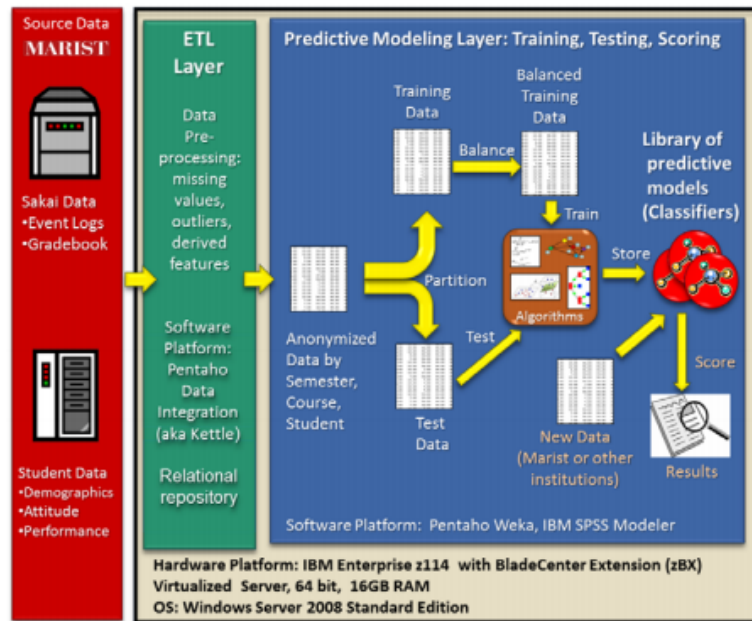 Source Data
MARIST
Sakai Data
•Event Logs
•Gradebook
Student Data
•Demographics
•Attitude
•Performance
ETL
Layer
Data
Pre-
processing:
missing
values,
outliers,
derived
features
Software
Platform:
Pentaho
Data
Integration
(aka Kettle)
Relational
repository
Predictive Modeling Layer: Training, Testing, Scoring
Training
Data
Balanced
Training
Data
Balance
Library of
predictive
models
(Classifiers)
Train
Store
Partition
Algorithms
Anonymized
Data by
Semester,
Course,
Student
Test
Test
Data
Score
New Data
(Marist or other
institutions)
Results
Software Platform: Pentaho Weka, IBM SPSS Modeler
Hardware Platform: IBM Enterprise z114 with BladeCenter Extension (zBX)
Virtualized Server, 64 bit, 16GB RAM
OS: Windows Server 2008 Standard Edition